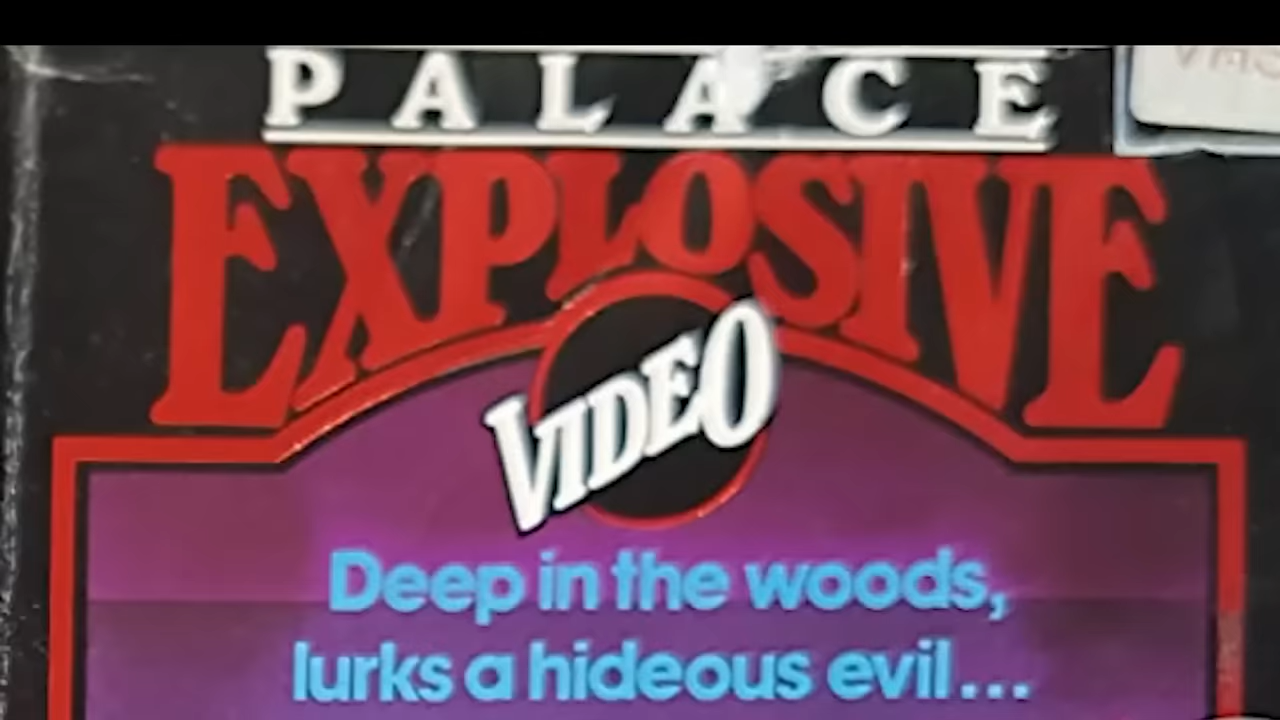 PALACE
EXPLOSIVE
VIDEO
Deep in the woods,
lurks a hideous evil...